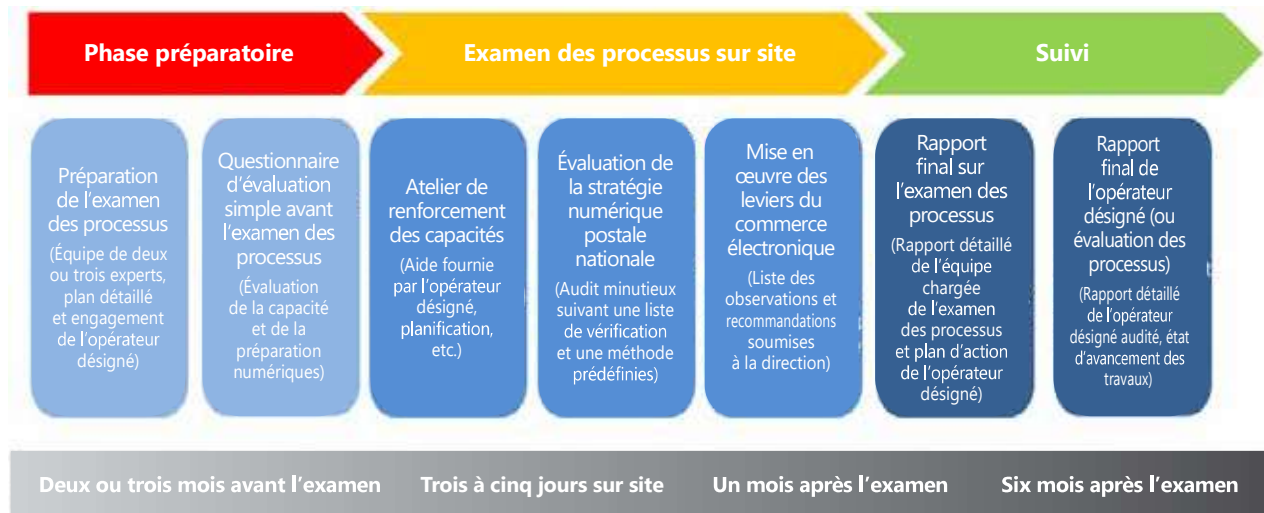 Phase préparatoire
Examen des processus sur site
Suivi
Préparation
de l'examen
des processus
(Équipe de deux
ou trois experts,
plan détaillé
et engagement
de l'opérateur
désigné)
Questionnaire
d'évaluation
simple avant
l'examen des
processus
(Évaluation
de la capacité
et de la
préparation
numériques)
Atelier de
renforcement
des capacités
(Aide fournie
par l'opérateur
désigné,
planification,
etc.)
Évaluation de
la stratégie
numérique
postale
nationale
(Audit minutieux
suivant une liste
de vérification
et une méthode
prédéfinies)
Mise en
œuvre des
leviers du
commerce
électronique
(Liste des
observations et
recommandations
soumises
à la direction)
Rapport
final sur
l'examen des
processus
(Rapport détaillé
de l'équipe
chargée
de l'examen
des processus
et plan d'action
de l'opérateur
désigné)
Rapport
final de
l'opérateur
désigné (ou
évaluation des
processus)
(Rapport détaillé
de l'opérateur
désigné audité, état
d'avancement des
travaux)
Deux ou trois mois avant l'examen
Trois à cinq jours sur site
Un mois après l'examen
Six mois après l'examen